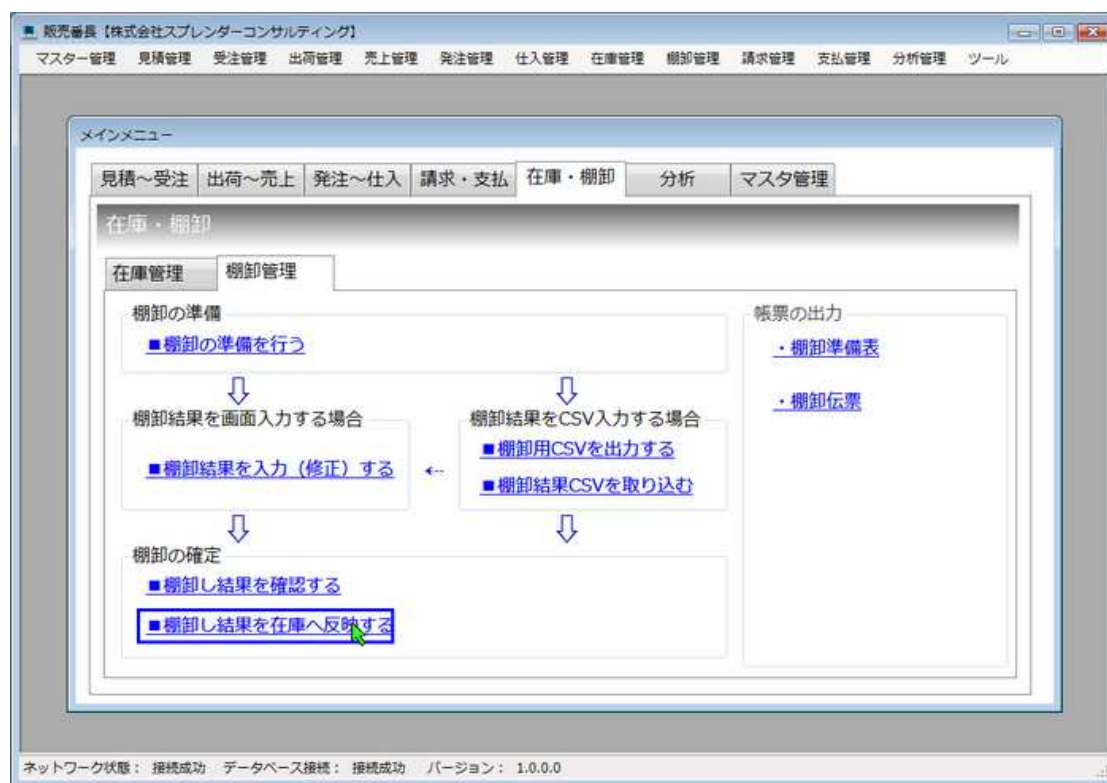 販売番長【株式会社スプレンダーコンサルティング】
マスター管理 見積管理 受注管理 出荷管理 売上管理 発注管理 仕入管理 在庫管理 棚卸管理 請求管理 支払管理 分析管理 ツール
メインメニュー
見積～受注 出荷～売上 発注～仕入 請求・支払 在庫・棚卸 分析 マスタ管理
在庫・棚卸
在庫管理 棚卸管理
棚卸の準備
■棚卸の準備を行う
棚卸結果を画面入力する場合
■棚卸結果を入力（修正）する
棚卸結果をCSV入力する場合
■棚卸用CSVを出力する
■棚卸結果CSVを取り込む
棚卸の確定
■棚卸し結果を確認する
■棚卸し結果を在庫へ反映する
帳票の出力
・棚卸準備表
・棚卸伝票
ネットワーク状態： 接続成功 データベース接続： 接続成功 バージョン： 1.0.0.0